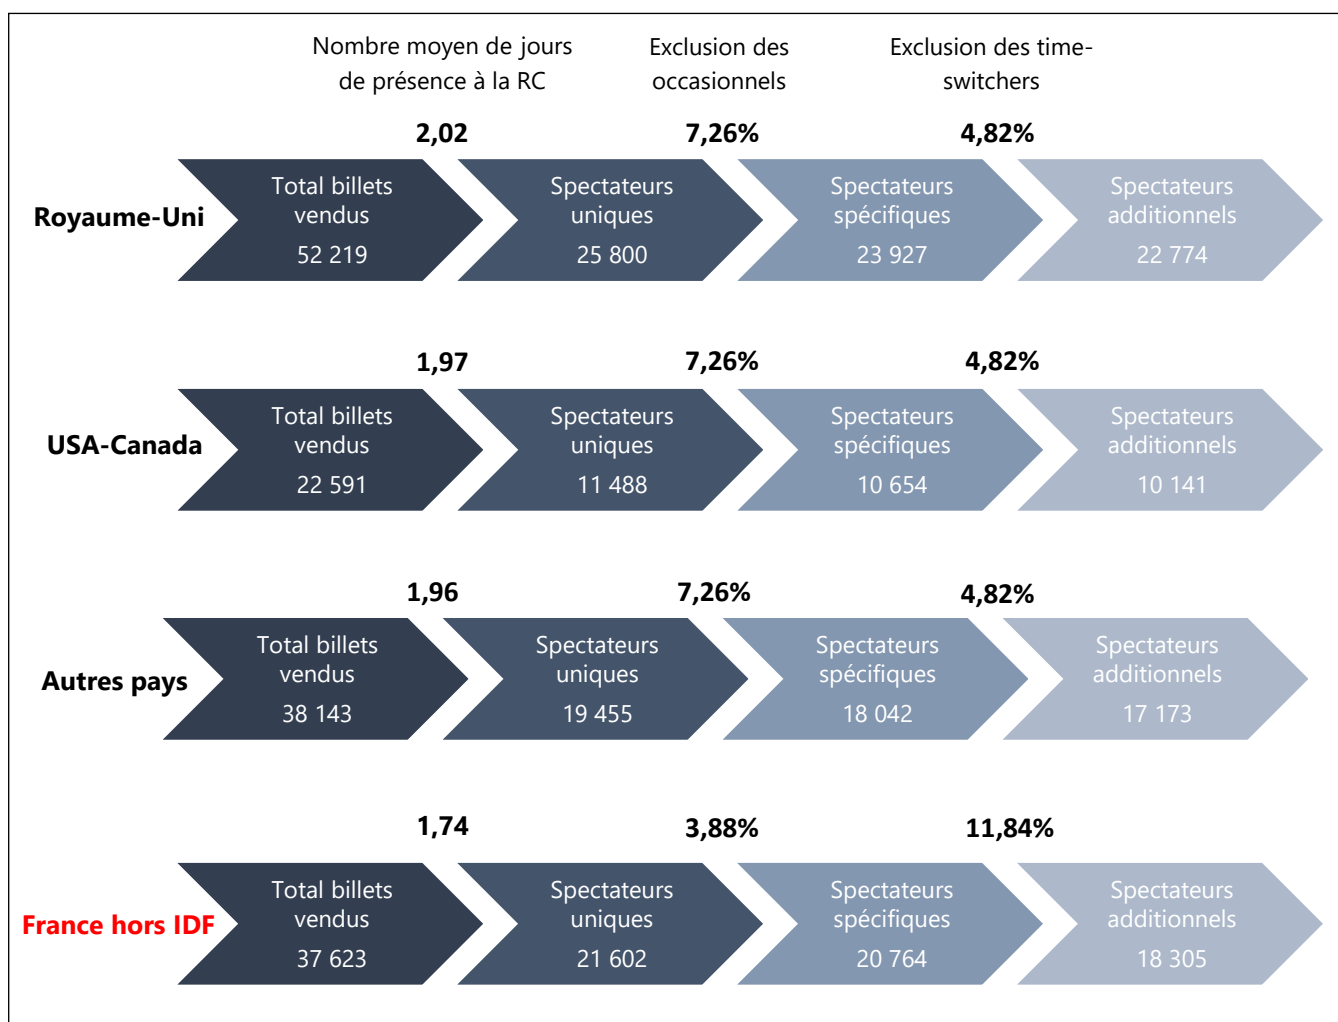 Nombre moyen de jours
de présence à la RC
Exclusion des
occasionnels
Exclusion des time-
switchers
2,02
7,26%
4,82%
Royaume-Uni
Total billets
vendus
52 219
Spectateurs
uniques
25 800
Spectateurs
spécifiques
23 927
Spectateurs
additionnels
22 774
1,97
7,26%
4,82%
USA-Canada
Total billets
vendus
22 591
Spectateurs
uniques
11 488
Spectateurs
spécifiques
10 654
Spectateurs
additionnels
10 141
1,96
7,26%
4,82%
Autres pays
Total billets
vendus
38 143
Spectateurs
uniques
19 455
Spectateurs
spécifiques
18 042
Spectateurs
additionnels
17 173
1,74
3,88%
11,84%
France hors IDF
Total billets
vendus
37 623
Spectateurs
uniques
21 602
Spectateurs
spécifiques
20 764
Spectateurs
additionnels
18 305